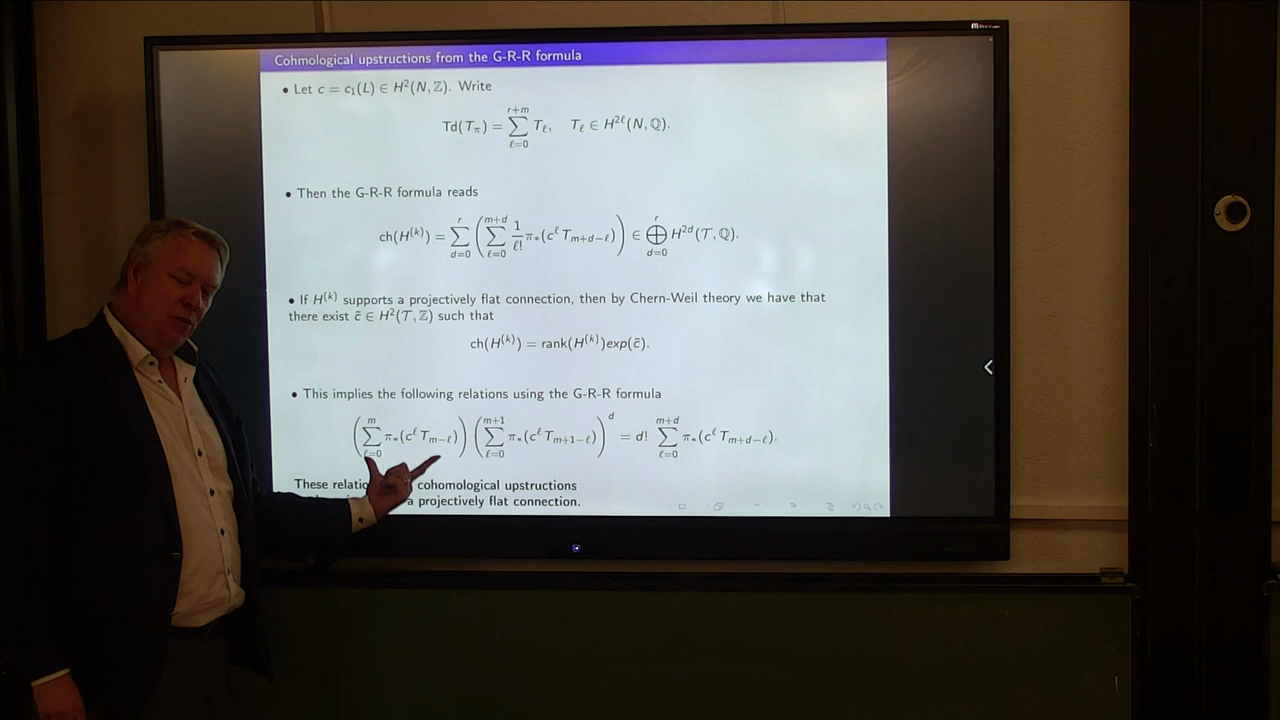 Cohmological upstructions from the G-R-R formula
• Let c = c₁(L) ∈ H²(N, ℤ). Write
Td(T_π) = ∑_{ℓ=0}^{r+m} T_ℓ, T_ℓ ∈ H^{2ℓ}(N, ℚ).
• Then the G-R-R formula reads
ch(H^{(k)}) = ∑_{d=0}^{r} ( ∑_{ℓ=0}^{m+d} 1/ℓ! π_*(c^ℓ T_{m+d−ℓ}) ) ∈ ⊕_{d=0}^{r} H^{2d}(𝒯, ℚ).
• If H^{(k)} supports a projectively flat connection, then by Chern-Weil theory we have that
there exist c̃ ∈ H²(𝒯, ℤ) such that
ch(H^{(k)}) = rank(H^{(k)})exp(c̃).
• This implies the following relations using the G-R-R formula
( ∑_{ℓ=0}^{m} π_*(c^ℓ T_{m−ℓ}) ) ( ∑_{ℓ=0}^{m+1} π_*(c^ℓ T_{m+1−ℓ}) )^d = d! ∑_{ℓ=0}^{m+d} π_*(c^ℓ T_{m+d−ℓ}).
These cohomological upstructions
a projectively flat connection.